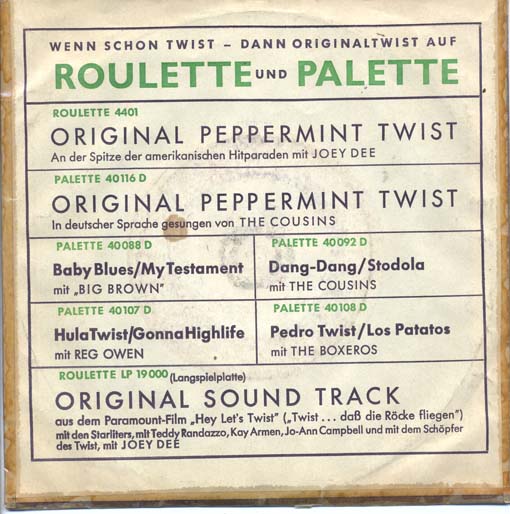 WENN SCHON TWIST – DANN ORIGINALTWIST AUF
ROULETTE UND PALETTE
ROULETTE 4401
ORIGINAL PEPPERMINT TWIST
An der Spitze der amerikanischen Hitparaden mit JOEY DEE
PALETTE 40116 D
ORIGINAL PEPPERMINT TWIST
In deutscher Sprache gesungen von THE COUSINS
PALETTE 40088 D
Baby Blues/My Testament
mit „BIG BROWN"
PALETTE 40092 D
Dang-Dang/Stodola
mit THE COUSINS
PALETTE 40107 D
HulaTwist/GonnaHighlife
mit REG OWEN
PALETTE 40108 D
Pedro Twist/Los Patatos
mit THE BOXEROS
ROULETTE LP 19000 (Langspielplatte)
ORIGINAL SOUND TRACK
aus dem Paramount-Film „Hey Let's Twist" („Twist ... daß die Röcke fliegen")
mit den Starliters, mit Teddy Randazzo, Kay Armen, Jo-Ann Campbell und mit dem Schöpfer
des Twist, mit JOEY DEE